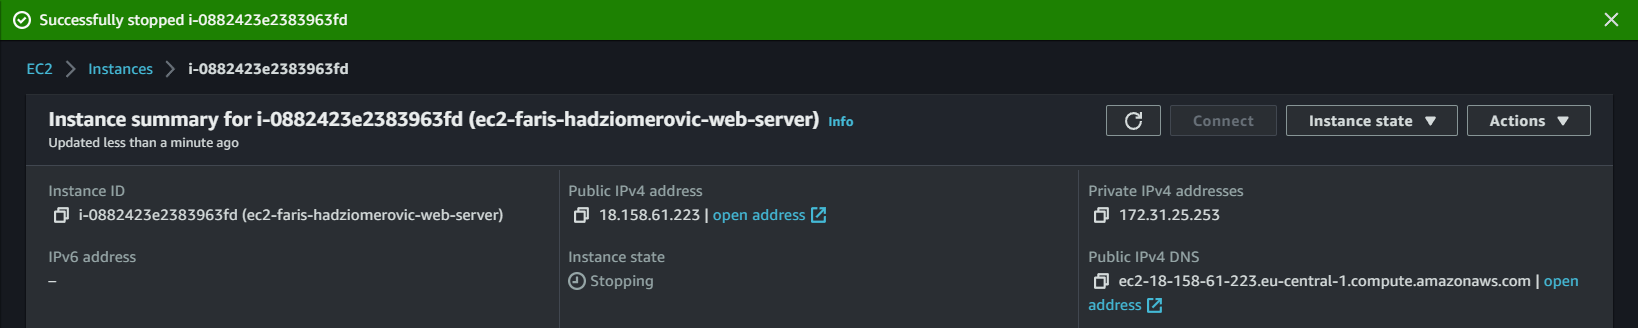 Successfully stopped i-0882423e2383963fd
EC2 > Instances > i-0882423e2383963fd
Instance summary for i-0882423e2383963fd (ec2-faris-hadziomerovic-web-server) Info
Updated less than a minute ago
Connect
Instance state
Actions
Instance ID
i-0882423e2383963fd (ec2-faris-hadziomerovic-web-server)
Public IPv4 address
18.158.61.223 | open address
Private IPv4 addresses
172.31.25.253
IPv6 address
–
Instance state
Stopping
Public IPv4 DNS
ec2-18-158-61-223.eu-central-1.compute.amazonaws.com | open
address